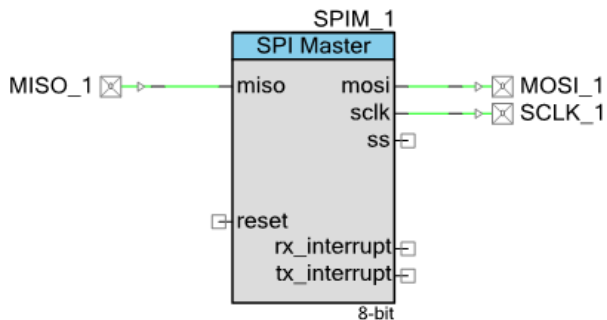 SPIM_1
SPI Master
MISO_1 miso mosi MOSI_1
sclk SCLK_1
ss
reset
rx_interrupt
tx_interrupt
8-bit